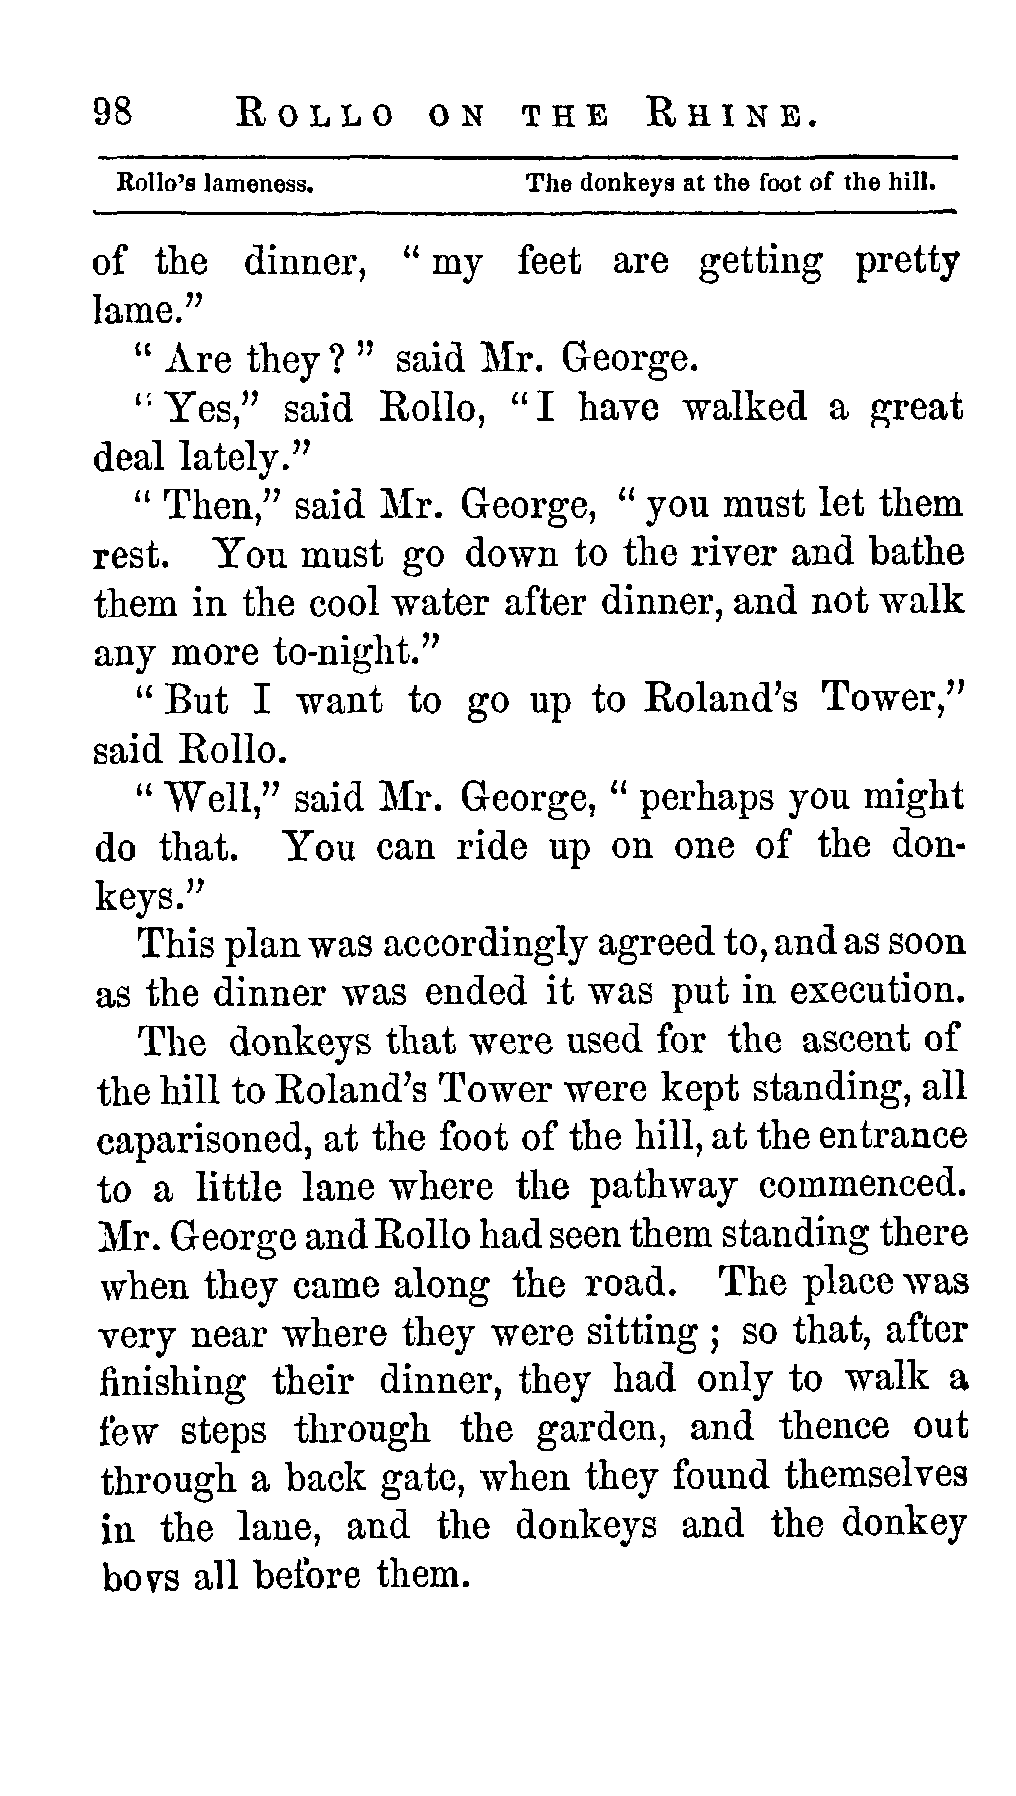 98 ROLLO ON THE RHINE.
Rollo's lameness. The donkeys at the foot of the hill.
of the dinner, "my feet are getting pretty
lame."
"Are they?" said Mr. George.
"Yes," said Rollo, "I have walked a great
deal lately."
"Then," said Mr. George, "you must let them
rest. You must go down to the river and bathe
them in the cool water after dinner, and not walk
any more to-night."
"But I want to go up to Roland's Tower,"
said Rollo.
"Well," said Mr. George, "perhaps you might
do that. You can ride up on one of the don-
keys."
This plan was accordingly agreed to, and as soon
as the dinner was ended it was put in execution.
The donkeys that were used for the ascent of
the hill to Roland's Tower were kept standing, all
caparisoned, at the foot of the hill, at the entrance
to a little lane where the pathway commenced.
Mr. George and Rollo had seen them standing there
when they came along the road. The place was
very near where they were sitting; so that, after
finishing their dinner, they had only to walk a
few steps through the garden, and thence out
through a back gate, when they found themselves
in the lane, and the donkeys and the donkey
boys all before them.